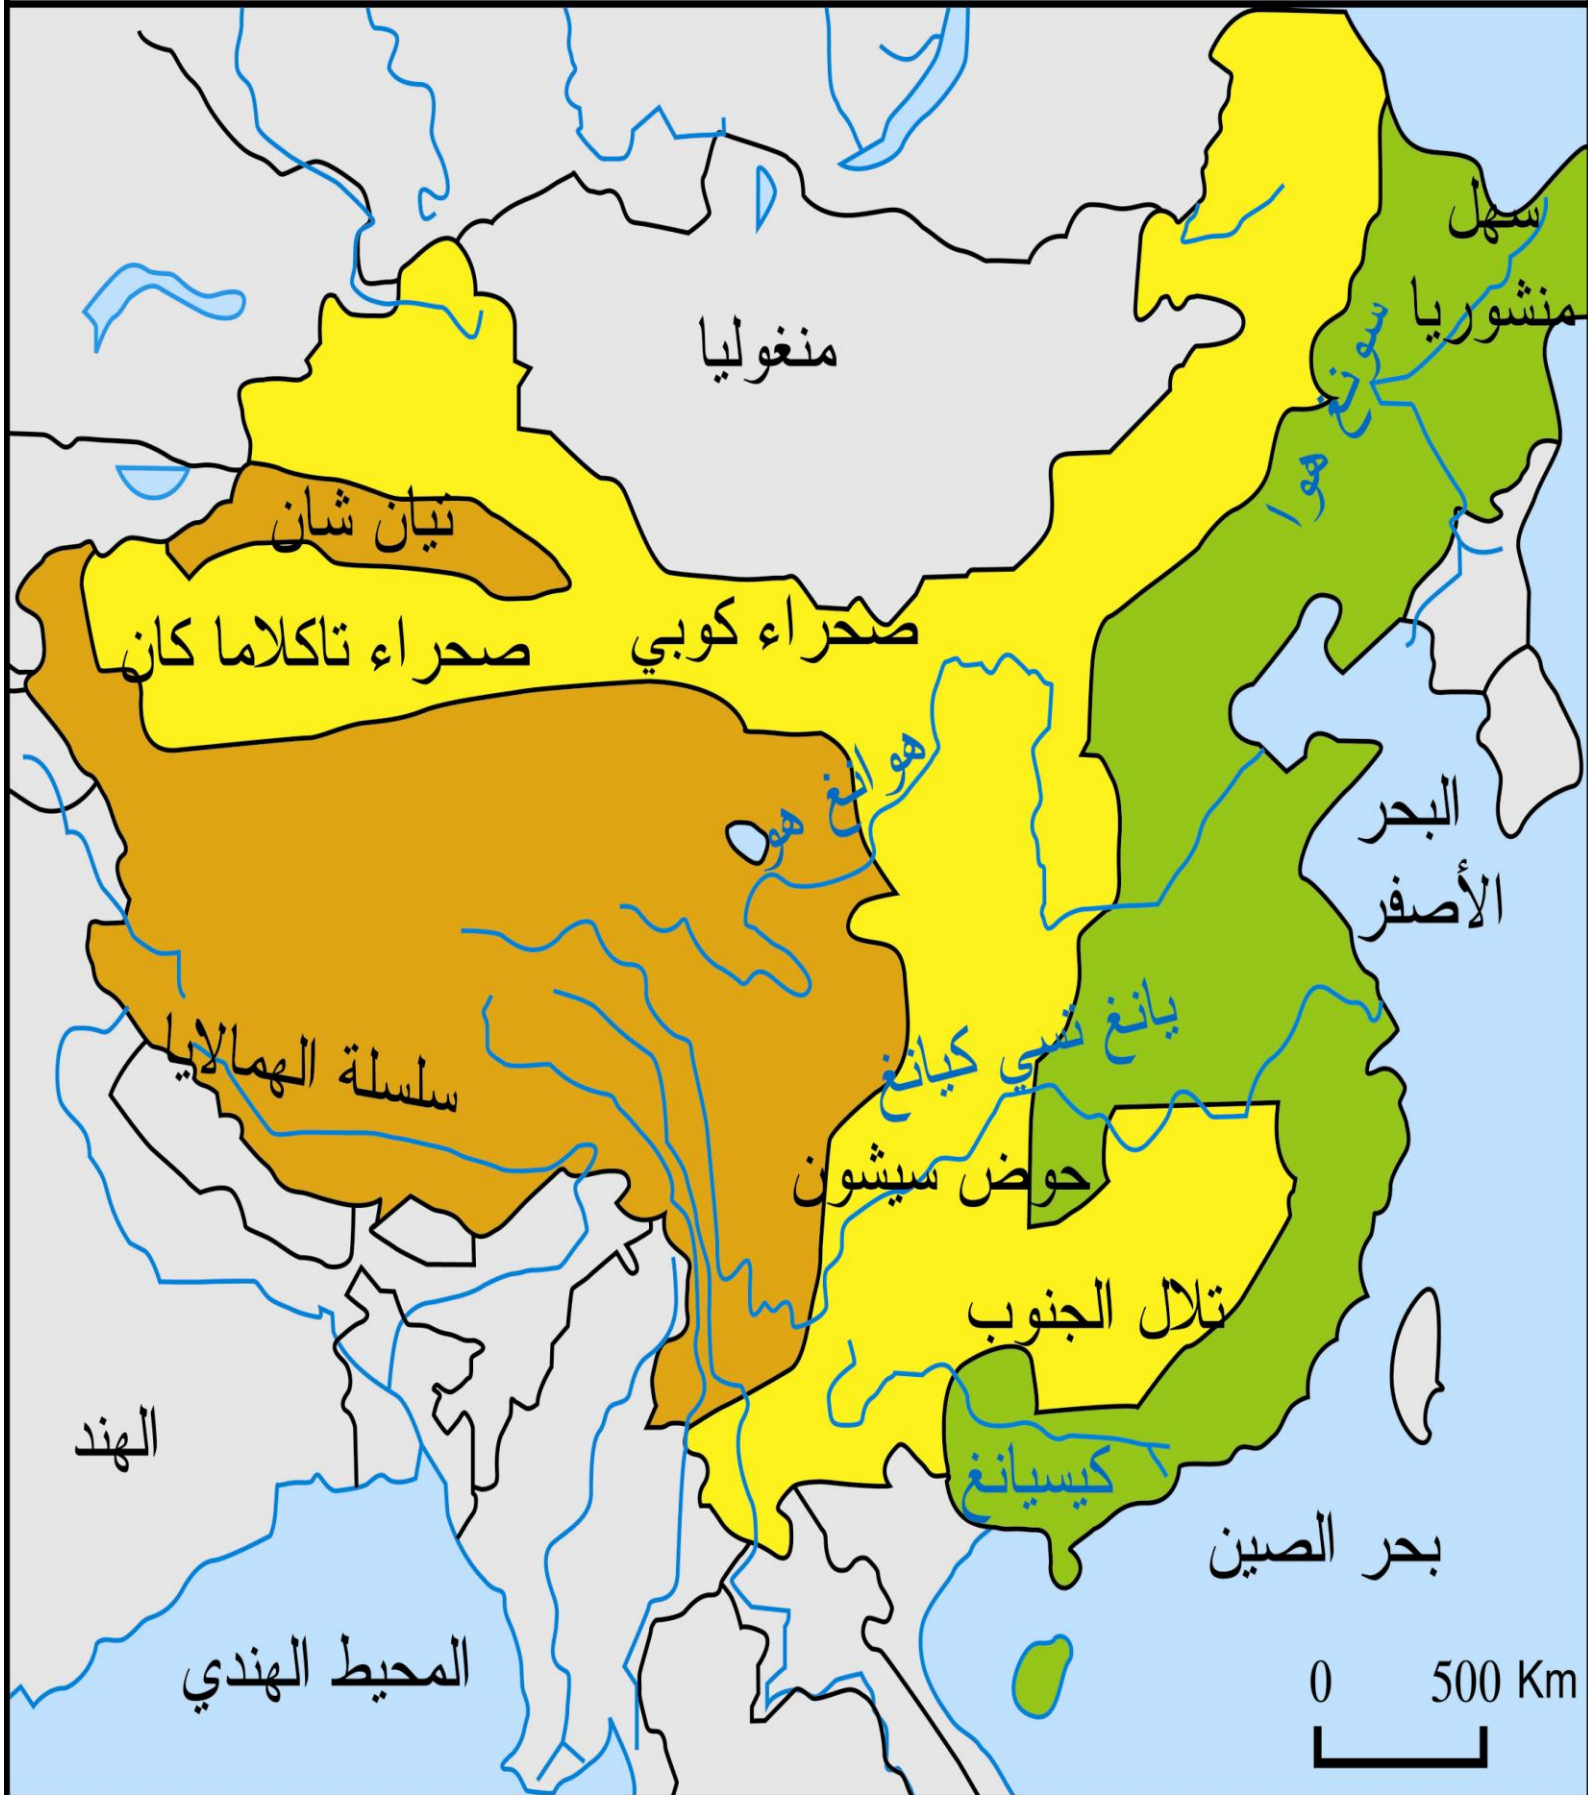 سهل
منشوريا
سونغ هوا
منغوليا
تيان شان
صحراء كوبي
صحراء تاكلاما كان
هوانغ هو
البحر
الأصفر
يانغ تسي كيانغ
سلسلة الهمالايا
حوض سيشون
تلال الجنوب
الهند
كيسيانغ
بحر الصين
المحيط الهندي
0 500 Km